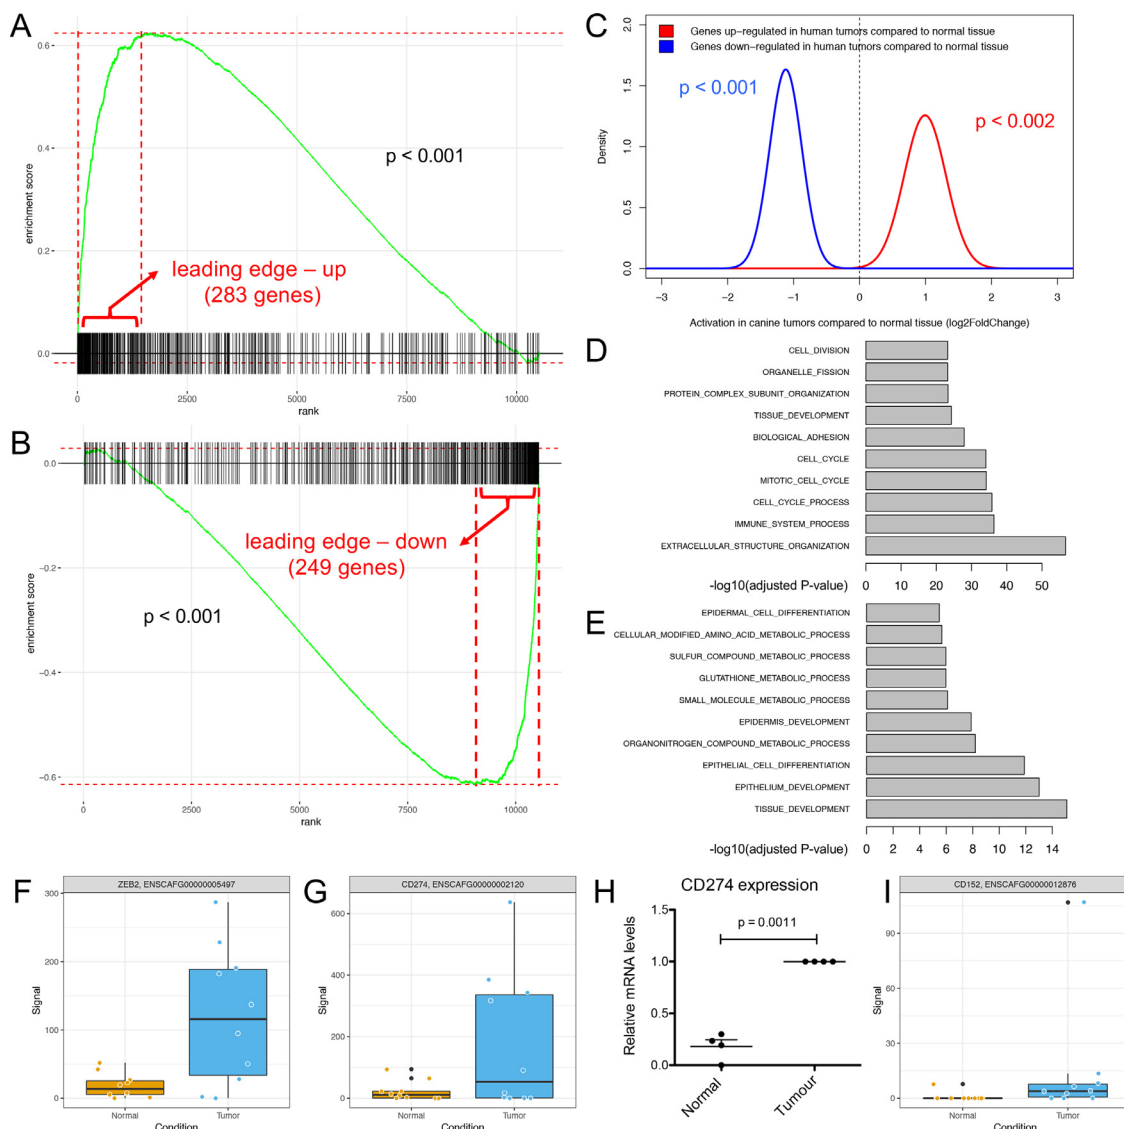 A
0.6
0.4
0.2
0.0
enrichment score
p < 0.001
leading edge – up
(283 genes)
0
2500
5000
7500
10000
rank
B
0.0
−0.2
−0.4
−0.6
enrichment score
leading edge – down
(249 genes)
p < 0.001
0
2500
5000
7500
10000
rank
C
2.0
1.5
1.0
0.5
0.0
Density
Genes up−regulated in human tumors compared to normal tissue
Genes down−regulated in human tumors compared to normal tissue
p < 0.001
p < 0.002
−3
−2
−1
0
1
2
3
Activation in canine tumors compared to normal tissue (log2FoldChange)
D
CELL_DIVISION
ORGANELLE_FISSION
PROTEIN_COMPLEX_SUBUNIT_ORGANIZATION
TISSUE_DEVELOPMENT
BIOLOGICAL_ADHESION
CELL_CYCLE
MITOTIC_CELL_CYCLE
CELL_CYCLE_PROCESS
IMMUNE_SYSTEM_PROCESS
EXTRACELLULAR_STRUCTURE_ORGANIZATION
-log10(adjusted P-value)
0
10
20
30
40
50
E
EPIDERMAL_CELL_DIFFERENTIATION
CELLULAR_MODIFIED_AMINO_ACID_METABOLIC_PROCESS
SULFUR_COMPOUND_METABOLIC_PROCESS
GLUTATHIONE_METABOLIC_PROCESS
SMALL_MOLECULE_METABOLIC_PROCESS
EPIDERMIS_DEVELOPMENT
ORGANONITROGEN_COMPOUND_METABOLIC_PROCESS
EPITHELIAL_CELL_DIFFERENTIATION
EPITHELIUM_DEVELOPMENT
TISSUE_DEVELOPMENT
-log10(adjusted P-value)
0
2
4
6
8
10
12
14
F
ZEB2, ENSCAFG00000005497
300
200
100
0
Signal
Normal
Tumor
Condition
G
CD274, ENSCAFG00000002120
600
400
200
0
Signal
Normal
Tumor
Condition
H
CD274 expression
1.5
1.0
0.5
0.0
Relative mRNA levels
p = 0.0011
Normal
Tumour
I
CD152, ENSCAFG00000012876
90
60
30
0
Signal
Normal
Tumor
Condition